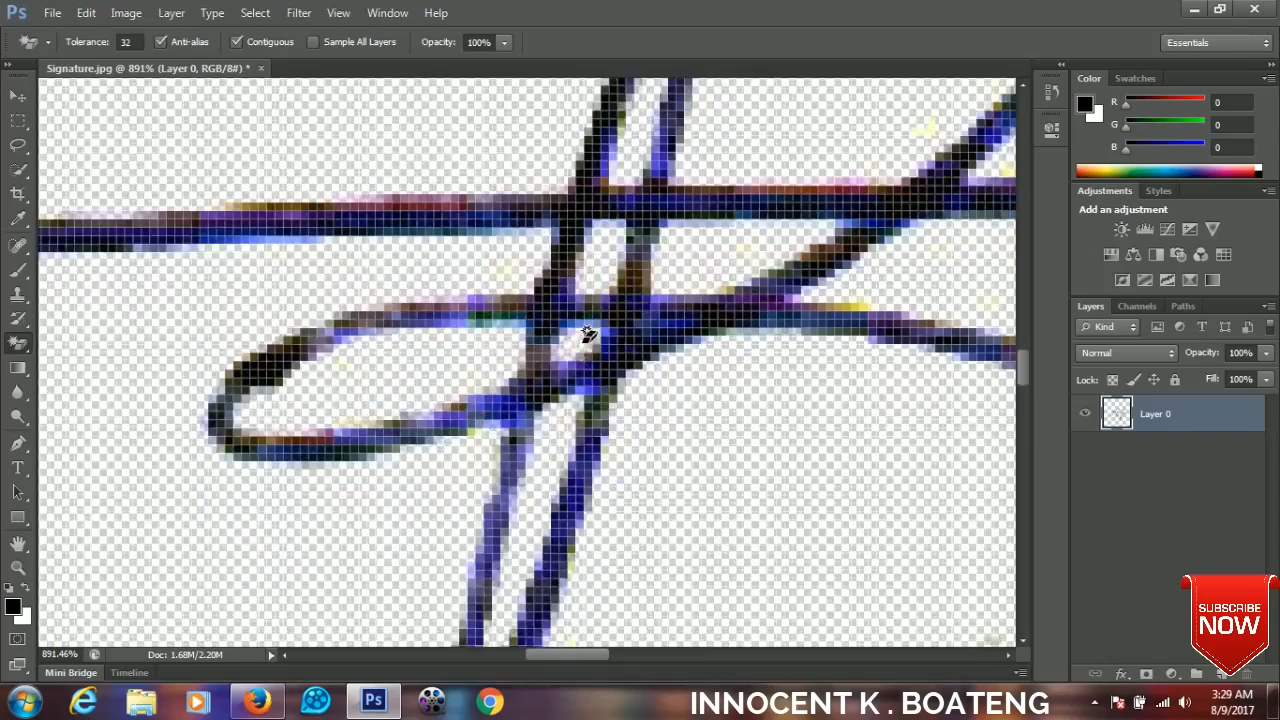 Ps File Edit Image Layer Type Select Filter View Window Help
Tolerance: 32 Anti-alias Contiguous Sample All Layers Opacity: 100% Essentials
Signature.jpg @ 891% (Layer 0, RGB/8#) * ×
Color Swatches
R 0
G 0
B 0
Adjustments Styles
Add an adjustment
Layers Channels Paths
Kind
Normal Opacity: 100%
Lock: Fill: 100%
Layer 0
SUBSCRIBE
NOW
891.46% Doc: 1.68M/2.20M
Mini Bridge Timeline
Ps
INNOCENT K . BOATENG
3:29 AM
8/9/2017